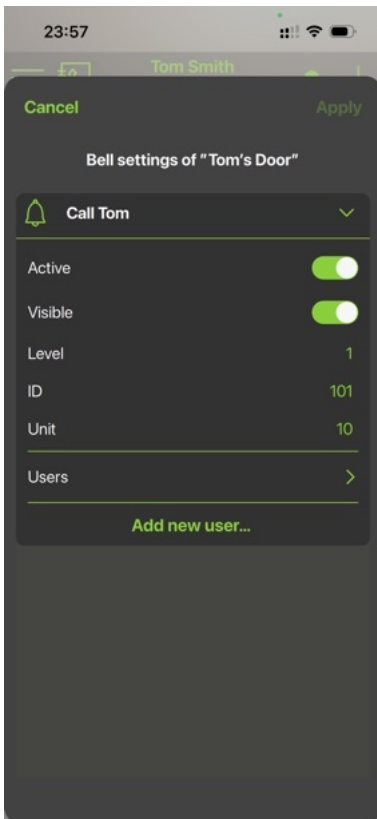 23:57
Tom Smith
Cancel
Apply
Bell settings of "Tom's Door"
Call Tom
Active
Visible
Level 1
ID 101
Unit 10
Users
Add new user...